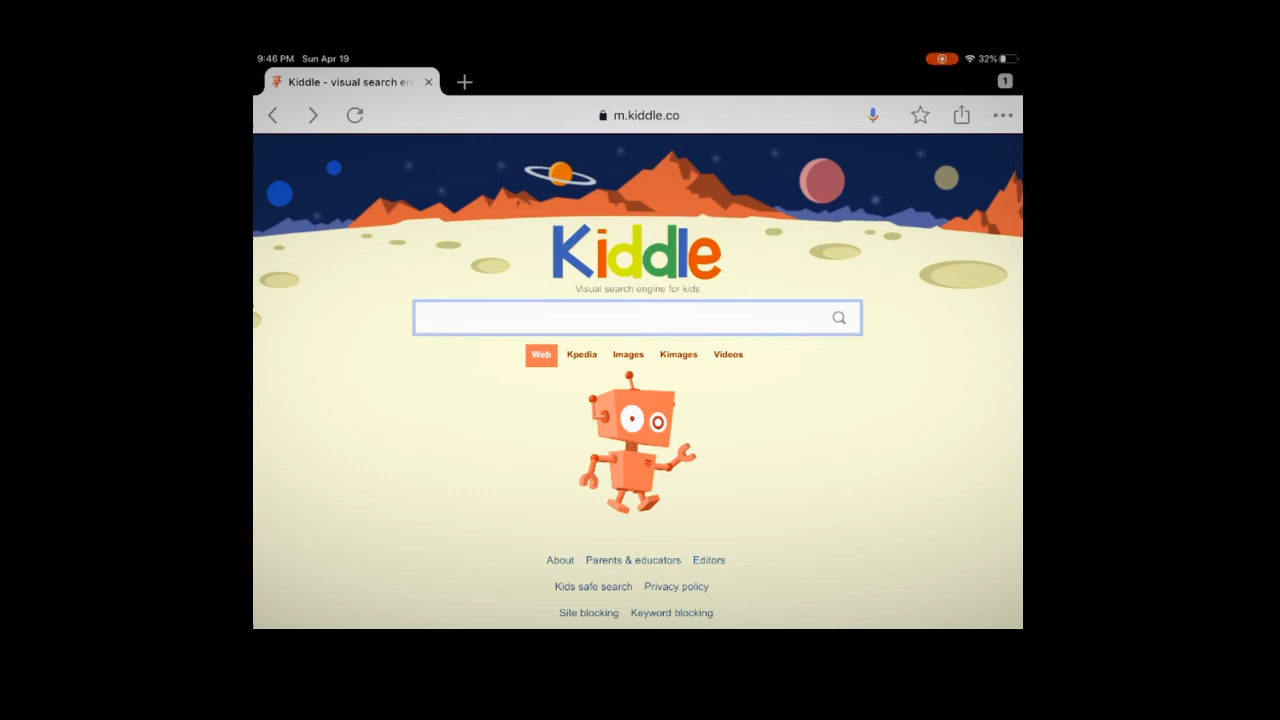 9:46 PM Sun Apr 19 32%
Kiddle - visual search en
1
m.kiddle.co
Kiddle
Visual search engine for kids
Web Kpedia Images Kimages Videos
About Parents & educators Editors
Kids safe search Privacy policy
Site blocking Keyword blocking